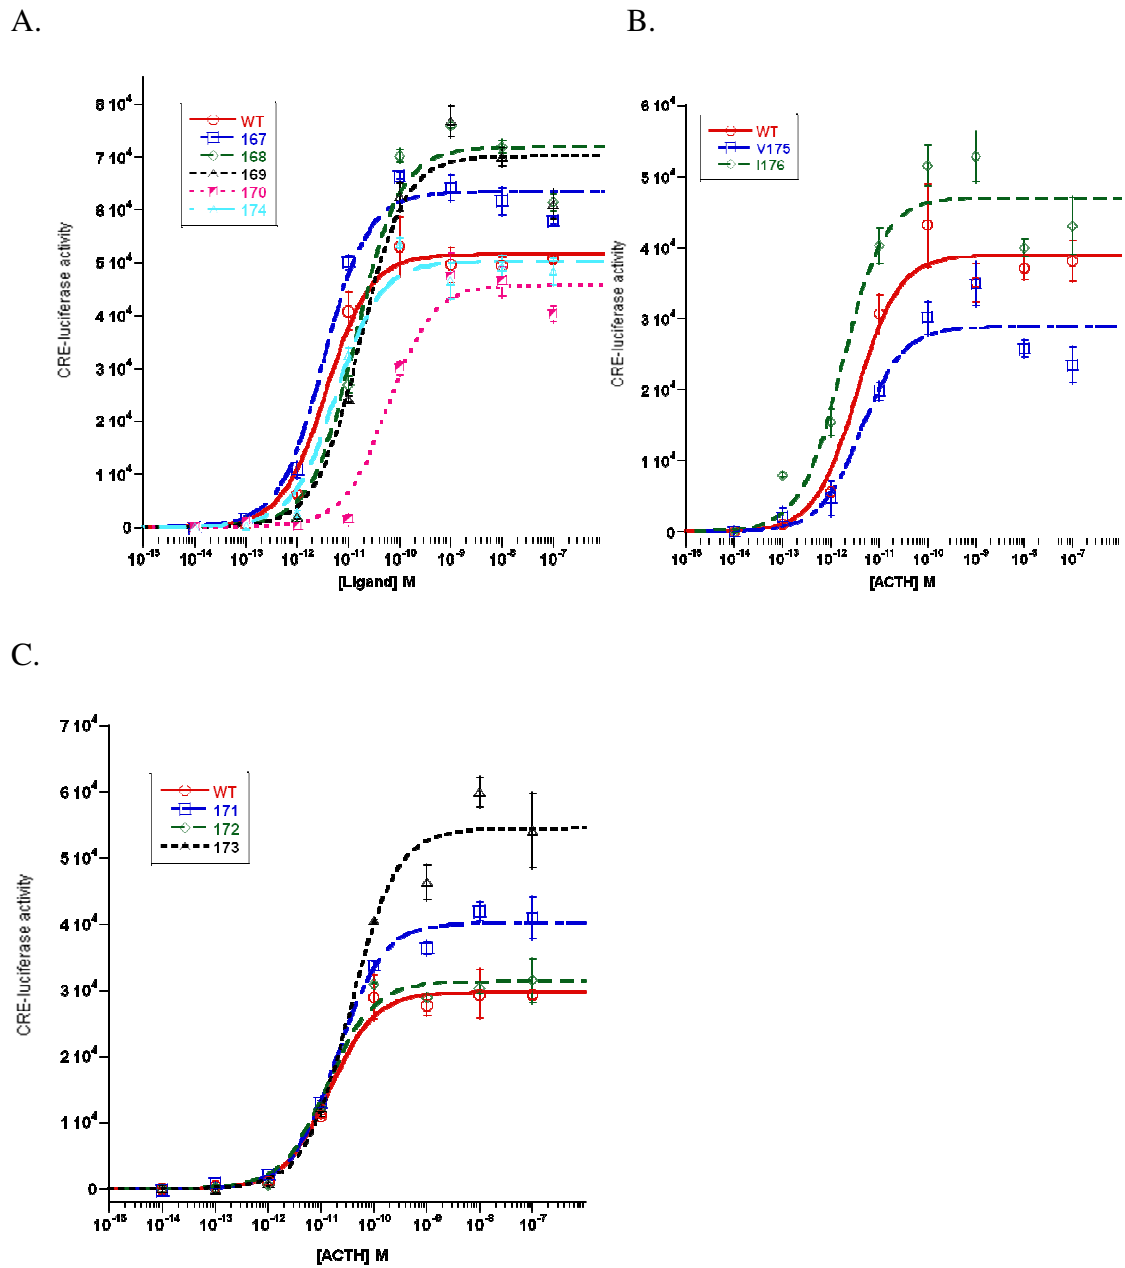 A.
B.
8 10⁴
7 10⁴
6 10⁴
5 10⁴
4 10⁴
3 10⁴
2 10⁴
1 10⁴
0
CRE-luciferase activity
WT
167
168
169
170
174
10⁻¹⁵ 10⁻¹⁴ 10⁻¹³ 10⁻¹² 10⁻¹¹ 10⁻¹⁰ 10⁻⁹ 10⁻⁸ 10⁻⁷
[Ligand] M
6 10⁴
5 10⁴
4 10⁴
3 10⁴
2 10⁴
1 10⁴
0
CRE-luciferase activity
WT
V175
I176
10⁻¹⁵ 10⁻¹⁴ 10⁻¹³ 10⁻¹² 10⁻¹¹ 10⁻¹⁰ 10⁻⁹ 10⁻⁸ 10⁻⁷
[ACTH] M
C.
7 10⁴
6 10⁴
5 10⁴
4 10⁴
3 10⁴
2 10⁴
1 10⁴
0
CRE-luciferase activity
WT
171
172
173
10⁻¹⁵ 10⁻¹⁴ 10⁻¹³ 10⁻¹² 10⁻¹¹ 10⁻¹⁰ 10⁻⁹ 10⁻⁸ 10⁻⁷
[ACTH] M